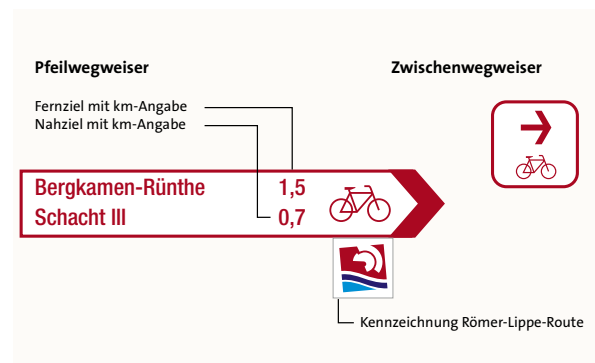 Pfeilwegweiser
Zwischenwegweiser
Fernziel mit km-Angabe
Nahziel mit km-Angabe
Bergkamen-Rünthe 1,5
Schacht III 0,7
Kennzeichnung Römer-Lippe-Route